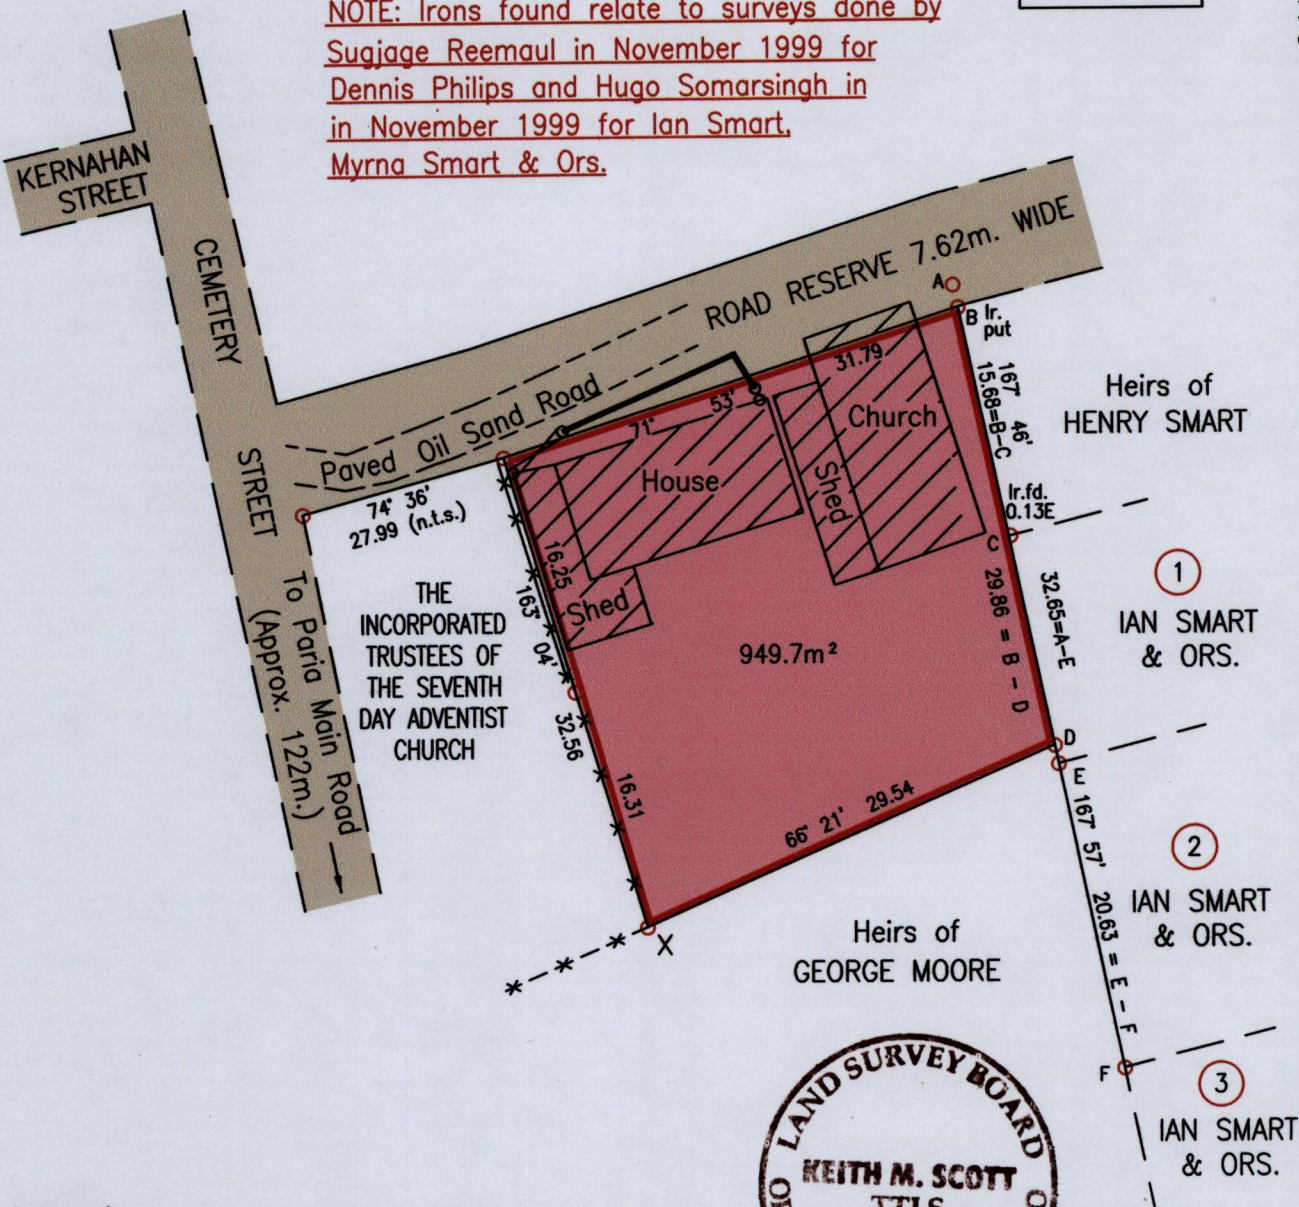 NOTE: Irons found relate to surveys done by
Sugjage Reemaul in November 1999 for
Dennis Philips and Hugo Somarsingh in
in November 1999 for Ian Smart,
Myrna Smart & Ors.
KERNAHAN
STREET
CEMETERY
STREET
To Paria Main Road
(Approx. 122m.)
ROAD RESERVE 7.62m. WIDE
Paved Oil Sand Road
74° 36'
27.99 (n.t.s.)
71° 53' 31.79
A
B
Ir.
put
167° 46'
15.68=B-C
Heirs of
HENRY SMART
House
Church
Shed
Shed
Ir.fd.
0.13E
C
16.25
163° 04'
32.56
16.31
THE
INCORPORATED
TRUSTEES OF
THE SEVENTH
DAY ADVENTIST
CHURCH
949.7m²
29.86 = B - D
32.65=A-E
1
IAN SMART
& ORS.
D
E
66° 21' 29.54
X
167° 57'
20.63 = E - F
2
IAN SMART
& ORS.
Heirs of
GEORGE MOORE
F
3
IAN SMART
& ORS.
LAND SURVEY BOARD
KEITH M. SCOTT
TTLS